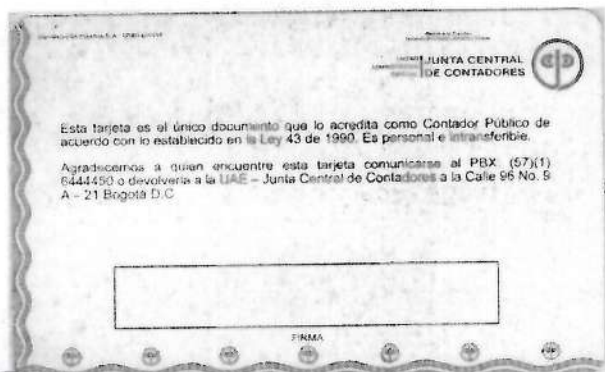 JUNTA CENTRAL
DE CONTADORES
Esta tarjeta es el único documento que lo acredita como Contador Público de
acuerdo con lo establecido en la Ley 43 de 1990. Es personal e intransferible.
Agradecemos a quien encuentre esta tarjeta comunicarse al PBX (57)(1)
6444450 o devolverla a la UAE – Junta Central de Contadores a la Calle 96 No. 9
A – 21 Bogotá D.C
FIRMA